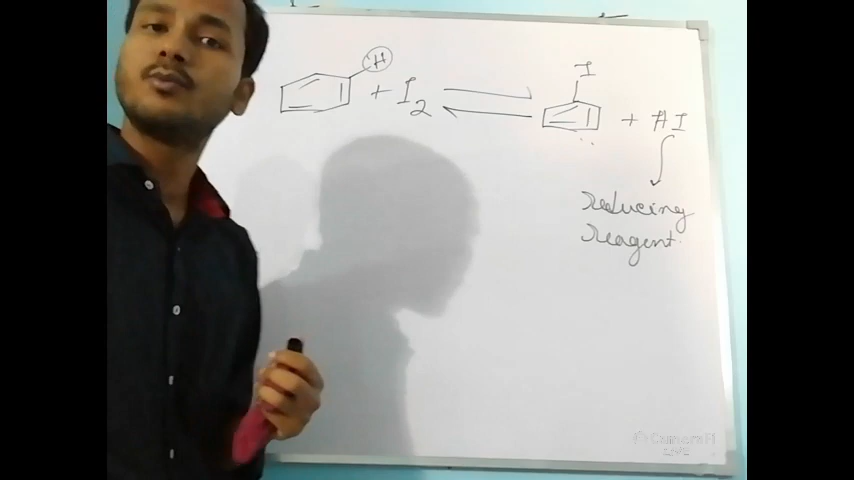 H + I2 ⇌ I + HI
reducing
reagent.